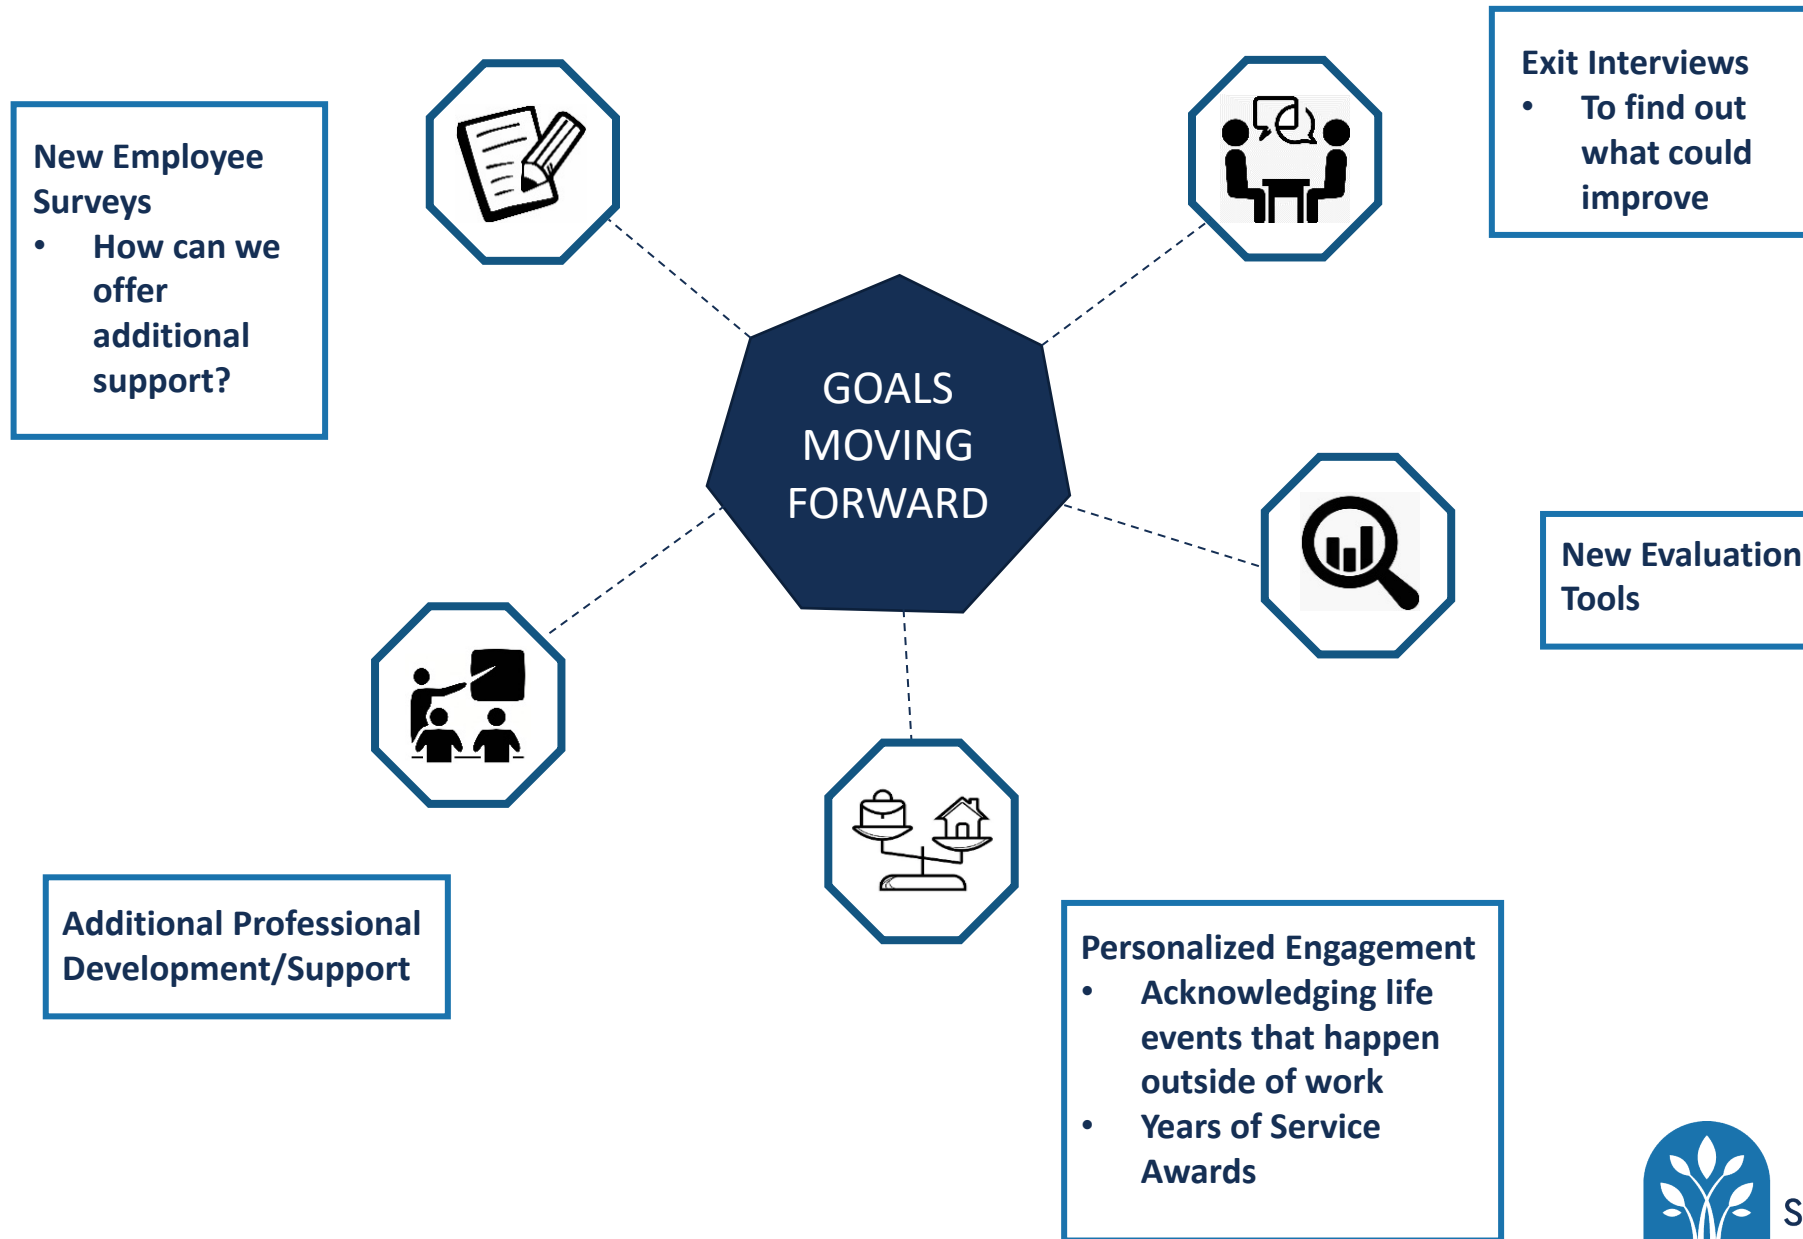 New Employee
Surveys
• How can we
offer
additional
support?
Exit Interviews
• To find out
what could
improve
GOALS
MOVING
FORWARD
New Evaluation
Tools
Additional Professional
Development/Support
Personalized Engagement
• Acknowledging life
events that happen
outside of work
• Years of Service
Awards
S